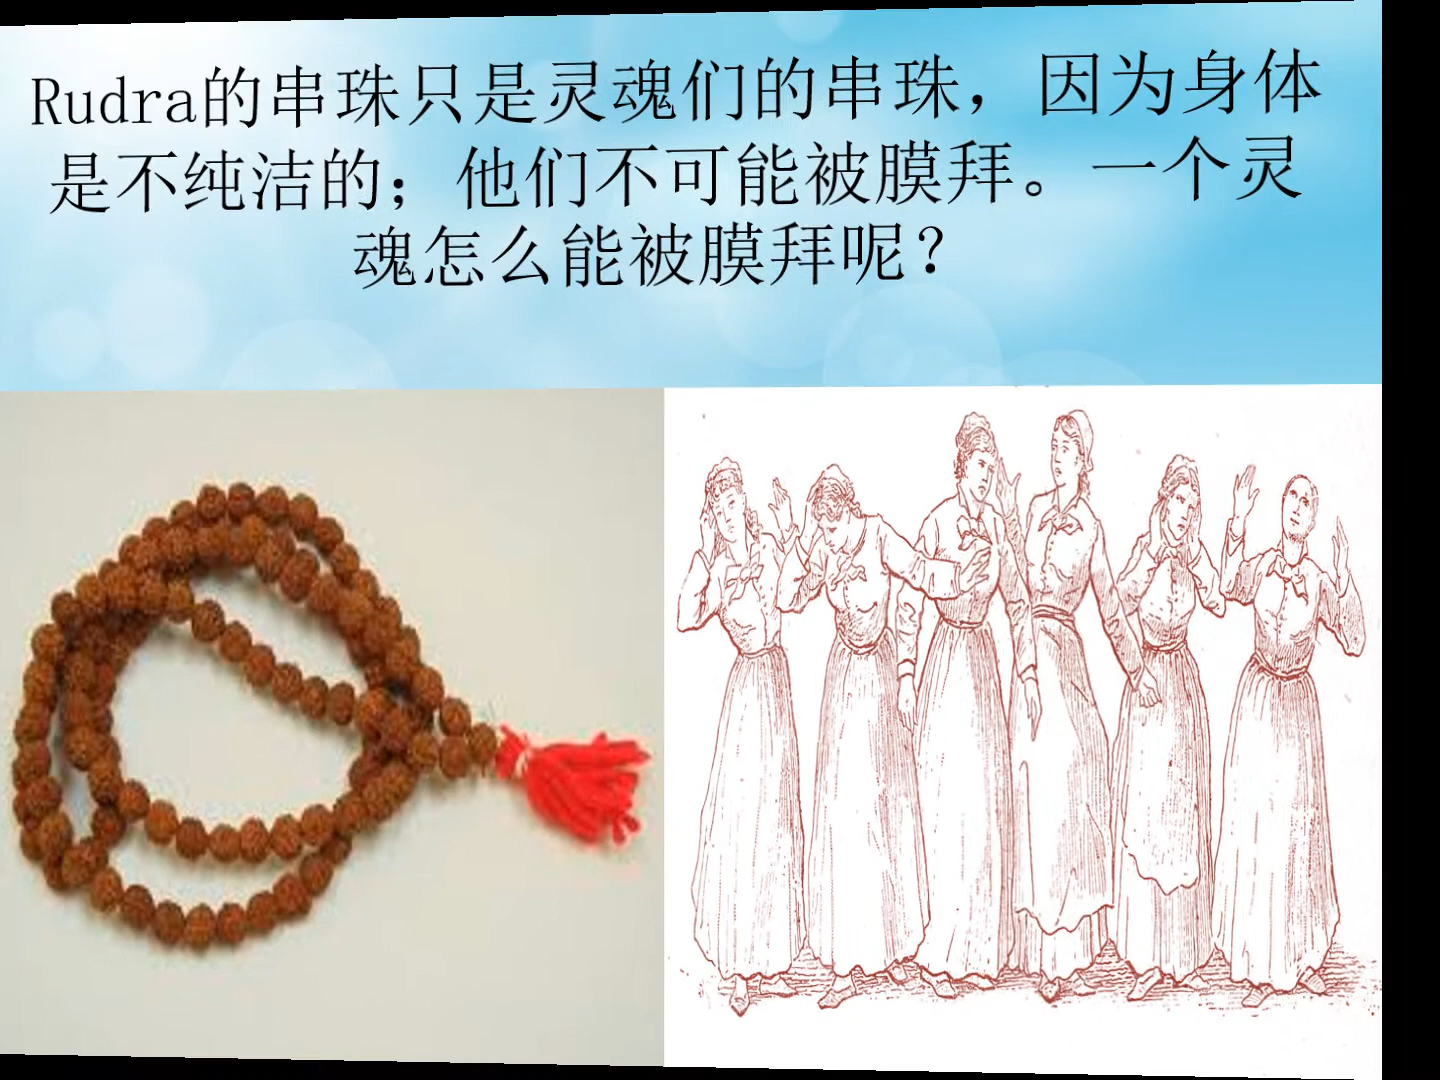 Rudra的串珠只是灵魂们的串珠，因为身体
是不纯洁的；他们不可能被膜拜。一个灵
魂怎么能被膜拜呢？